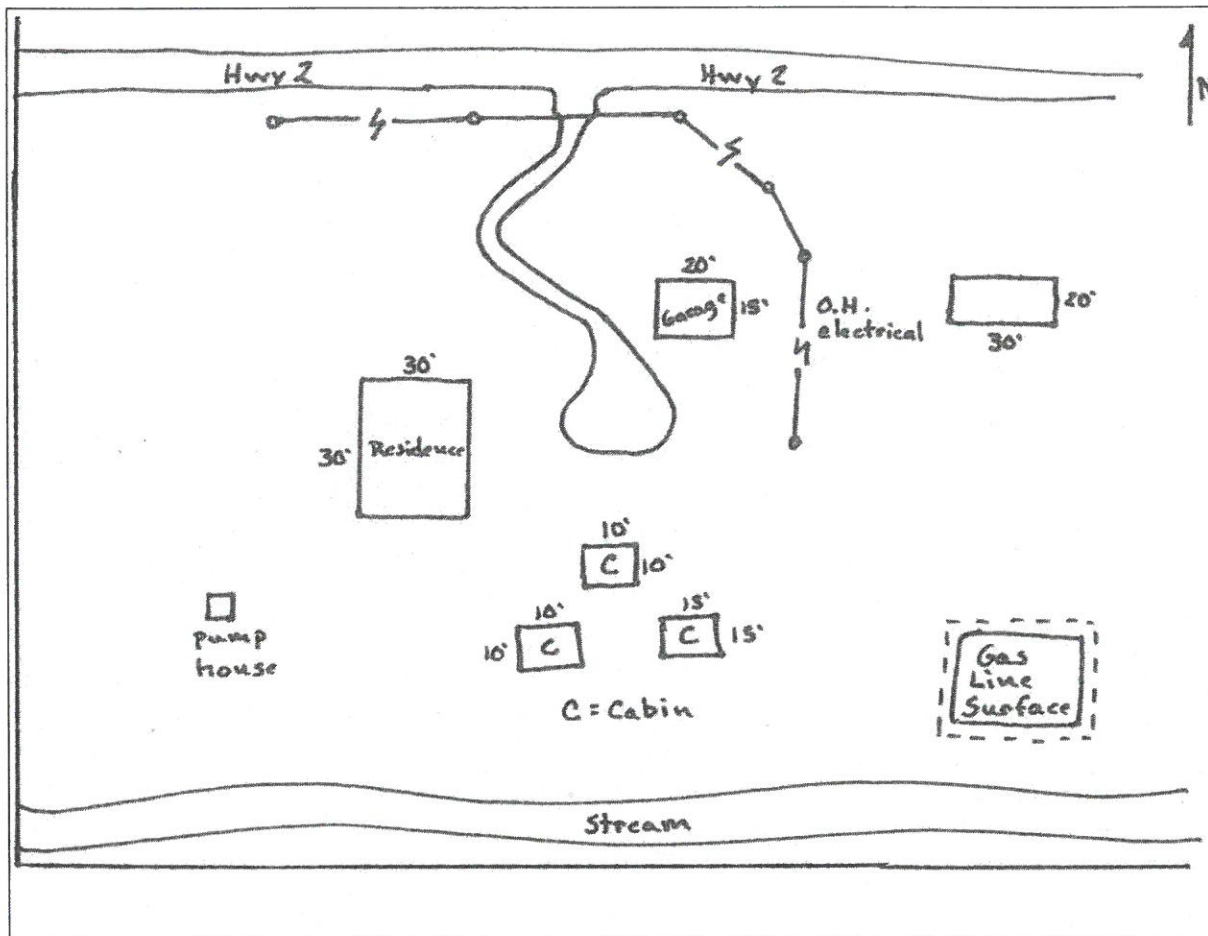 Hwy 2
Hwy 2
N
20'
Garage
15'
O.H.
electrical
20'
30'
30'
30'
Residence
10'
C
10'
10'
10'
C
15'
C
15'
pump
house
C = Cabin
Gas
Line
Surface
Stream